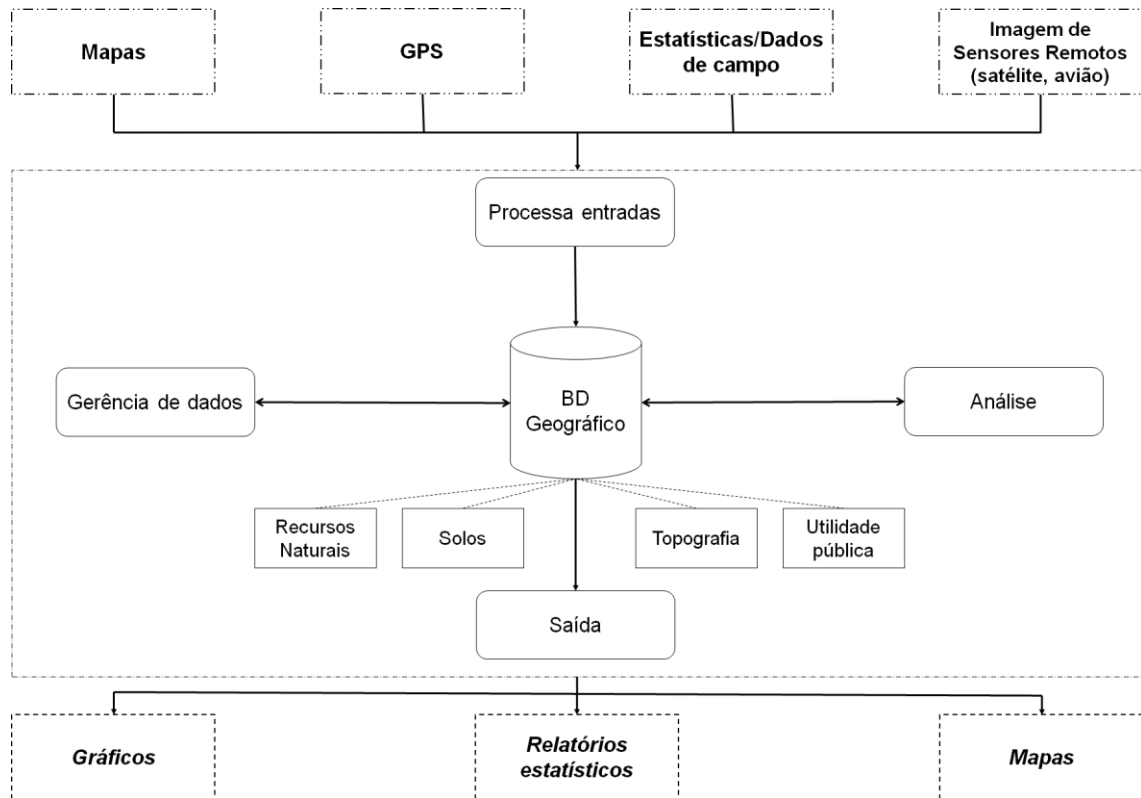 Mapas
GPS
Estatísticas/Dados
de campo
Imagem de
Sensores Remotos
(satélite, avião)
Processa entradas
Gerência de dados
BD
Geográfico
Análise
Recursos
Naturais
Solos
Topografia
Utilidade
pública
Saída
Gráficos
Relatórios
estatísticos
Mapas